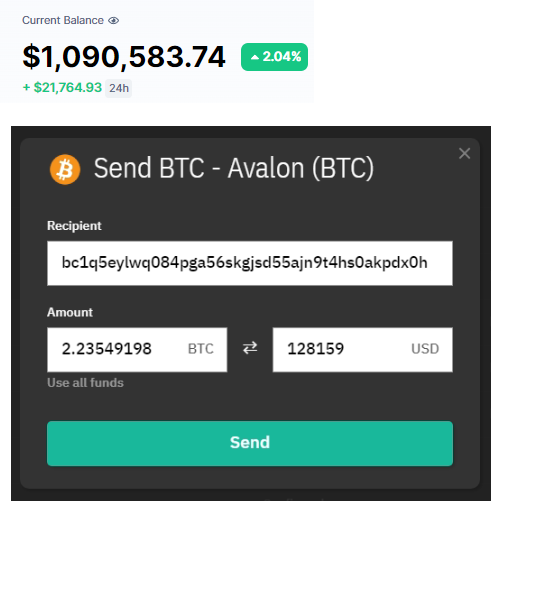 Current Balance
$1,090,583.74 2.04%
+ $21,764.93 24h
Send BTC - Avalon (BTC)
Recipient
bc1q5eylwq084pga56skgjsd55ajn9t4hs0akpdx0h
Amount
2.23549198 BTC 128159 USD
Use all funds
Send